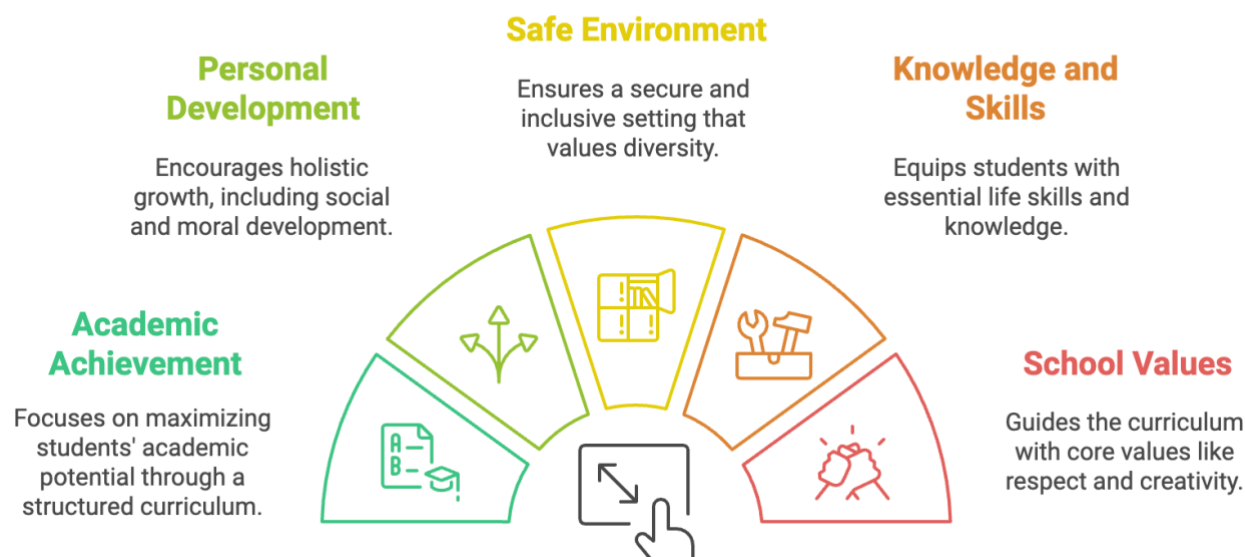 Safe Environment
Ensures a secure and
inclusive setting that
values diversity.
Personal
Development
Encourages holistic
growth, including social
and moral development.
Knowledge and
Skills
Equips students with
essential life skills and
knowledge.
Academic
Achievement
Focuses on maximizing
students' academic
potential through a
structured curriculum.
School Values
Guides the curriculum
with core values like
respect and creativity.
A
B